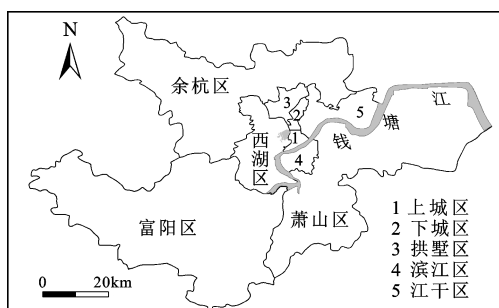 N
余杭区
3
2
5
江
塘
钱
1
西湖区
4
富阳区
萧山区
1 上城区
2 下城区
3 拱墅区
4 滨江区
5 江干区
0 20km